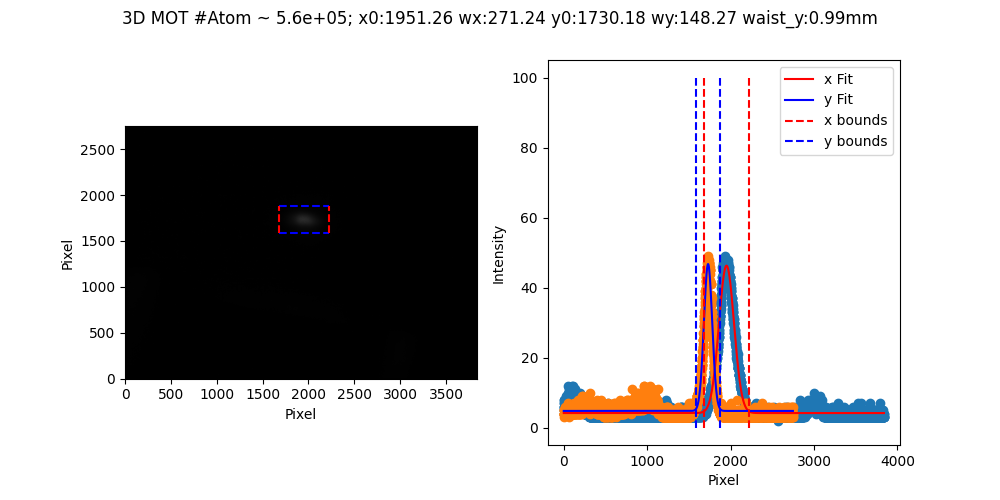 3D MOT #Atom ~ 5.6e+05; x0:1951.26 wx:271.24 y0:1730.18 wy:148.27 waist_y:0.99mm
2500
2000
1500
1000
500
0
Pixel
0 500 1000 1500 2000 2500 3000 3500
Pixel
100
80
60
40
20
0
Intensity
0 1000 2000 3000 4000
Pixel
x Fit
y Fit
x bounds
y bounds